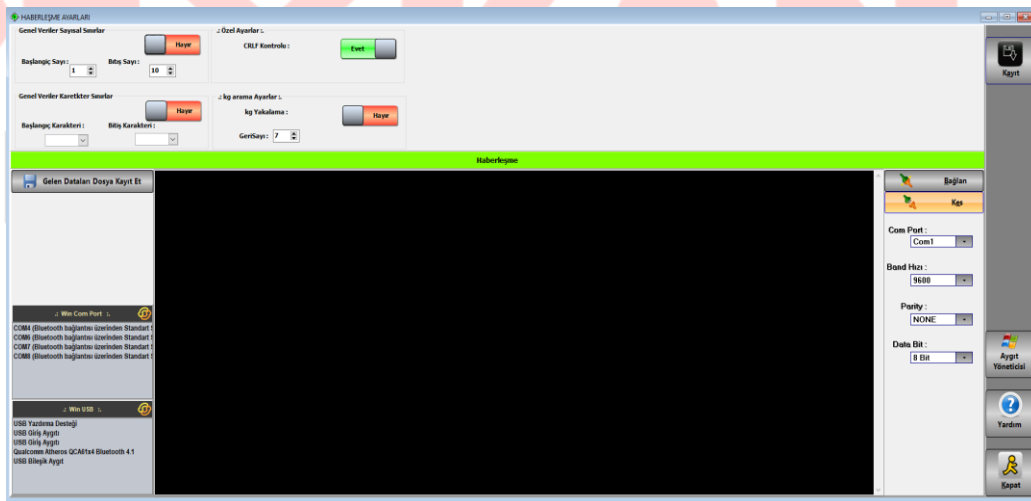 HABERLEŞME AYARLARI
Genel Veriler Sayısal Sınırlar
Hayır
Başlangıç Sayı :
Bitiş Sayı :
1
10
.: Özel Ayarlar :.
CRLF Kontrolu :
Evet
Genel Veriler Karetkter Sınırlar
Hayır
Başlangıç Karakteri :
Bitiş Karakteri :
.: kg arama Ayarlar :.
kg Yakalama :
Hayır
GeriSayı : 7
Haberleşme
Gelen Dataları Dosya Kayıt Et
.: Win Com Port :.
COM4 (Bluetooth bağlantısı üzerinden Standart S
COM6 (Bluetooth bağlantısı üzerinden Standart S
COM7 (Bluetooth bağlantısı üzerinden Standart S
COM8 (Bluetooth bağlantısı üzerinden Standart S
.: Win USB :.
USB Yazdırma Desteği
USB Giriş Aygıtı
USB Giriş Aygıtı
Qualcomm Atheros QCA61x4 Bluetooth 4.1
USB Bileşik Aygıt
Bağlan
Kes
Com Port :
Com1
Band Hızı :
9600
Parity :
NONE
Data Bit :
8 Bit
Kayıt
Aygıt
Yöneticisi
Yardım
Kapat